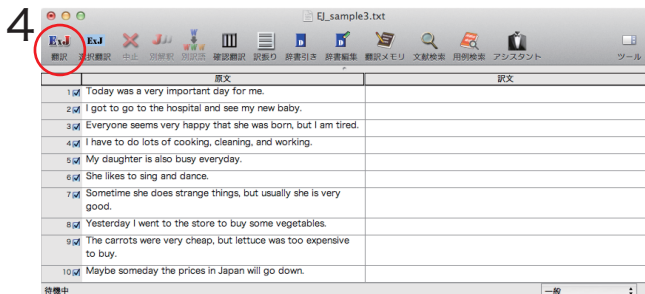 4
EJ_sample3.txt
ExJ ExJ
翻訳 選択翻訳 中止 別解釈 別訳語 確認翻訳 訳振り 辞書引き 辞書編集 翻訳メモリ 文献検索 用例検索 アシスタント ツール
原文 訳文
1 Today was a very important day for me.
2 I got to go to the hospital and see my new baby.
3 Everyone seems very happy that she was born, but I am tired.
4 I have to do lots of cooking, cleaning, and working.
5 My daughter is also busy everyday.
6 She likes to sing and dance.
7 Sometime she does strange things, but usually she is very
good.
8 Yesterday I went to the store to buy some vegetables.
9 The carrots were very cheap, but lettuce was too expensive
to buy.
10 Maybe someday the prices in Japan will go down.
待機中 一般